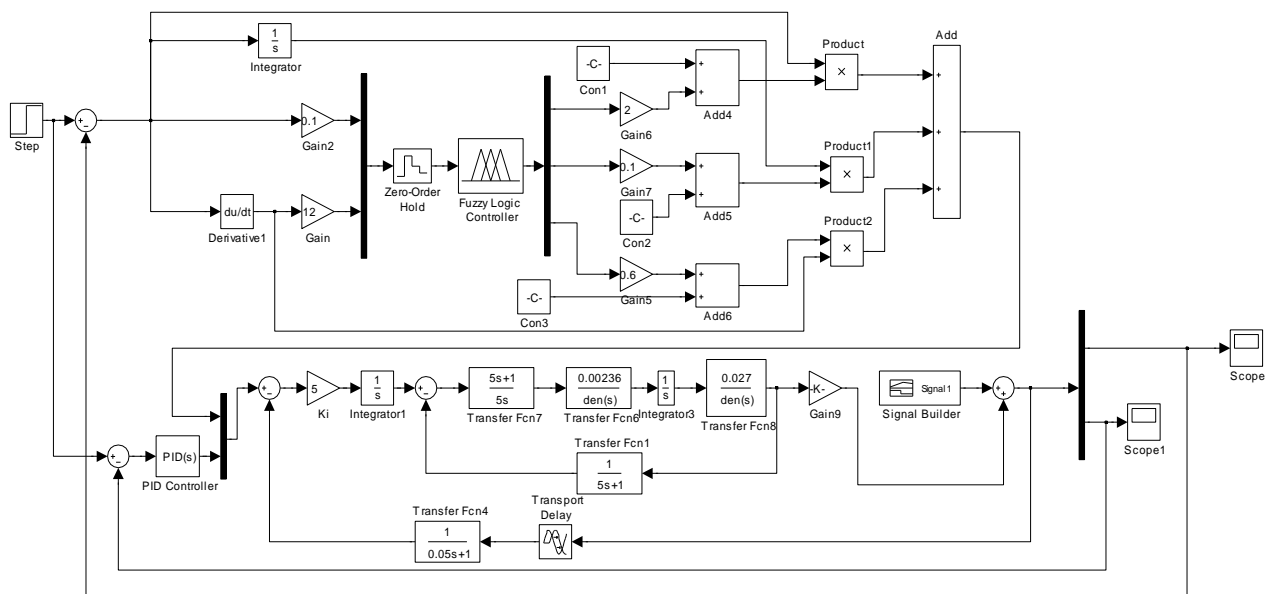 Step
+
−
1
s
Integrator
0.1
Gain2
du/dt
Derivative1
12
Gain
Zero-Order
Hold
Fuzzy Logic
Controller
-C-
Con1
2
Gain6
+
+
Add4
0.1
Gain7
-C-
Con2
+
+
Add5
0.6
Gain5
-C-
Con3
+
+
Add6
Product
×
Product1
×
Product2
×
Add
+
+
+
+
−
PID(s)
PID Controller
+
−
5
Ki
1
s
Integrator1
+
−
5s+1
5s
Transfer Fcn7
0.00236
den(s)
Transfer Fcn6
1
s
Integrator3
0.027
den(s)
Transfer Fcn8
-K-
Gain9
Signal 1
Signal Builder
+
+
Scope
Scope1
Transfer Fcn1
1
5s+1
Transfer Fcn4
1
0.05s+1
Transport
Delay